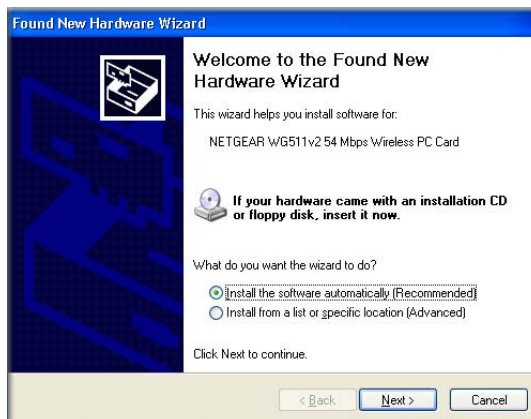 Found New Hardware Wizard
Welcome to the Found New
Hardware Wizard
This wizard helps you install software for:
NETGEAR WG511v2 54 Mbps Wireless PC Card
If your hardware came with an installation CD
or floppy disk, insert it now.
What do you want the wizard to do?
Install the software automatically (Recommended)
Install from a list or specific location (Advanced)
Click Next to continue.
< Back
Next >
Cancel